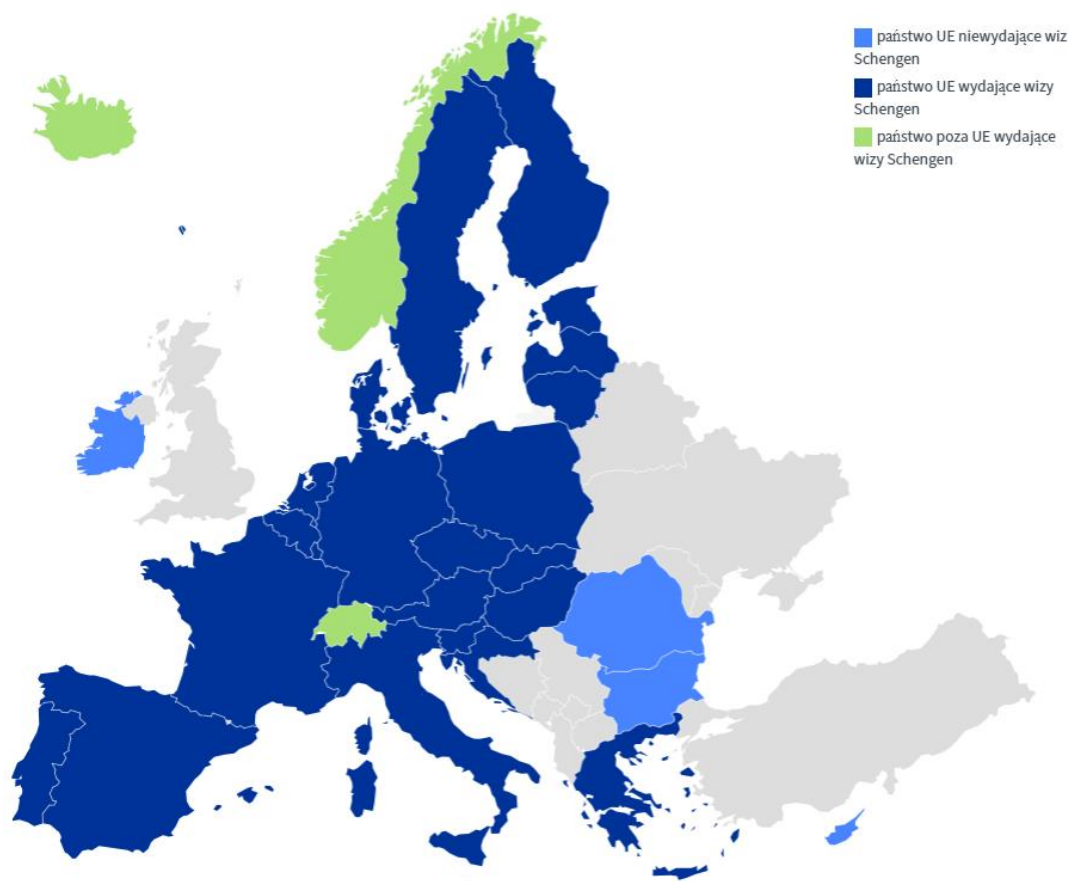 państwo UE niewydające wiz
Schengen
państwo UE wydające wizy
Schengen
państwo poza UE wydające
wizy Schengen